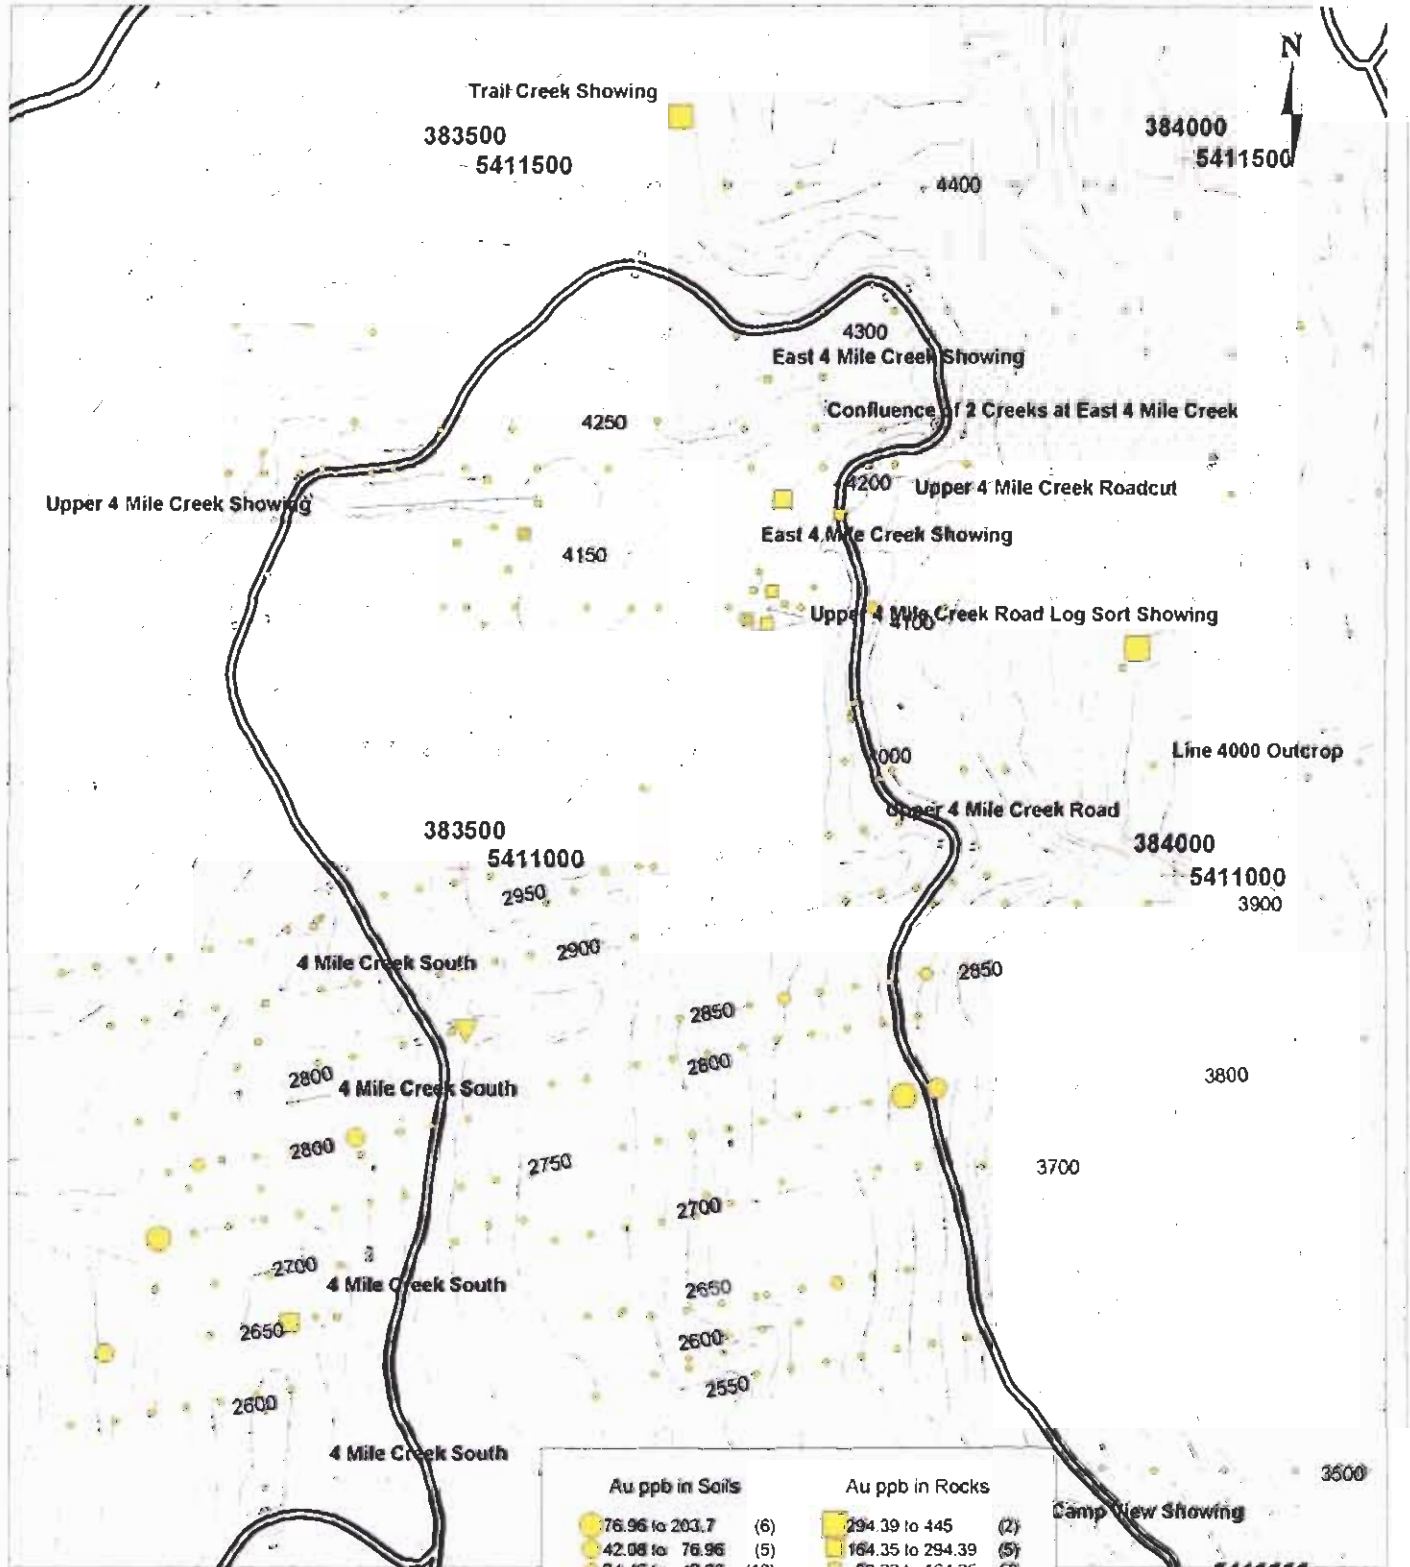 N
Trail Creek Showing
383500
5411500
384000
5411500
4400
4300
East 4 Mile Creek Showing
Confluence of 2 Creeks at East 4 Mile Creek
4250
4200
Upper 4 Mile Creek Roadcut
Upper 4 Mile Creek Showing
East 4 Mile Creek Showing
4150
Upper 4 Mile Creek Road Log Sort Showing
4100
Line 4000 Outcrop
000
Upper 4 Mile Creek Road
383500
5411000
384000
5411000
2950
3900
2900
4 Mile Creek South
2850
2850
2800
2800
4 Mile Creek South
3800
2800
2750
3700
2700
2700
4 Mile Creek South
2650
2650
2600
2550
2600
4 Mile Creek South
3500
Au ppb in Soils
Au ppb in Rocks
76.96 to 203.7 (6)
294.39 to 445 (2)
Camp View Showing
42.08 to 76.96 (5)
164.35 to 294.39 (5)